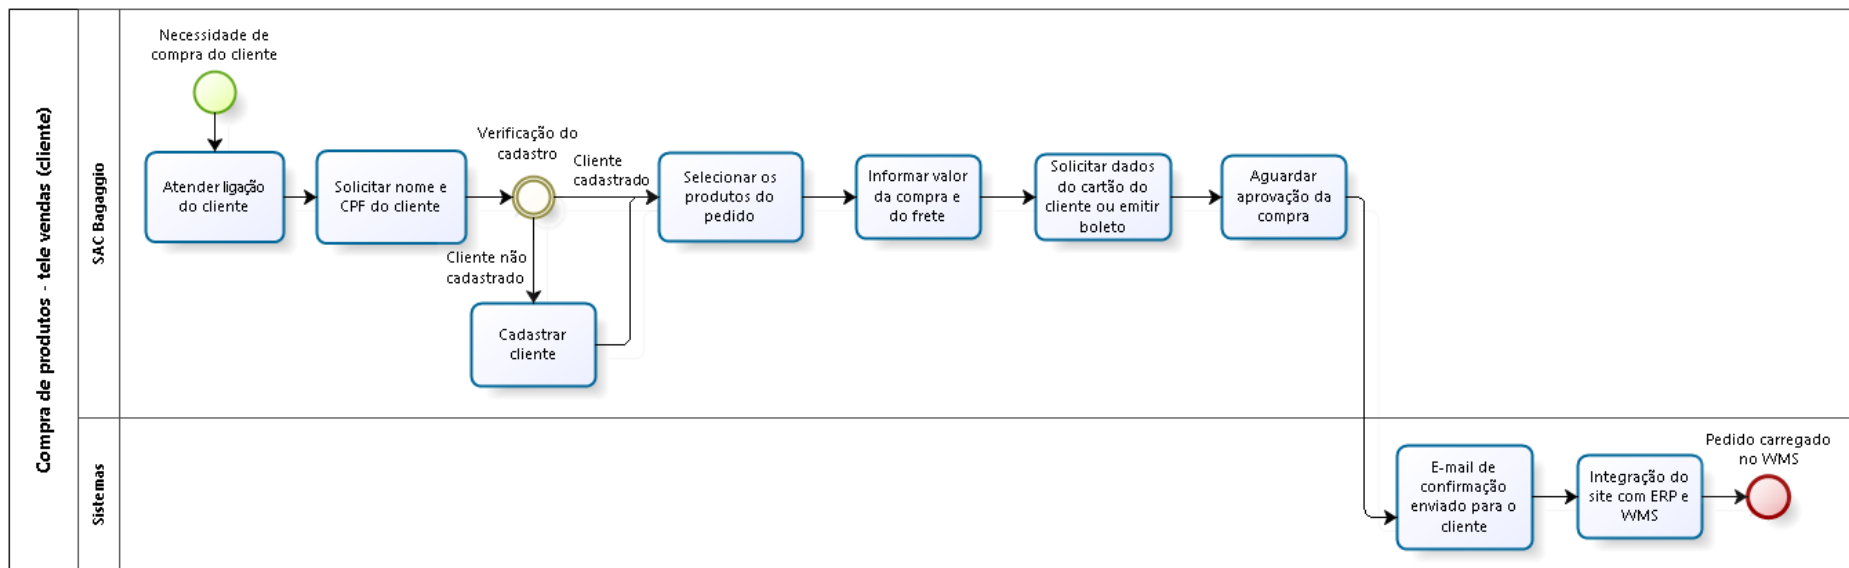 Compra de produtos - tele vendas (cliente)
SAC Bagaggio
Necessidade de
compra do cliente
Atender ligação
do cliente
Solicitar nome e
CPF do cliente
Verificação do
cadastro
Cliente
cadastrado
Cliente não
cadastrado
Cadastrar
cliente
Selecionar os
produtos do
pedido
Informar valor
da compra e
do frete
Solicitar dados
do cartão do
cliente ou emitir
boleto
Aguardar
aprovação da
compra
Sistemas
E-mail de
confirmação
enviado para o
cliente
Integração do
site com ERP e
WMS
Pedido carregado
no WMS